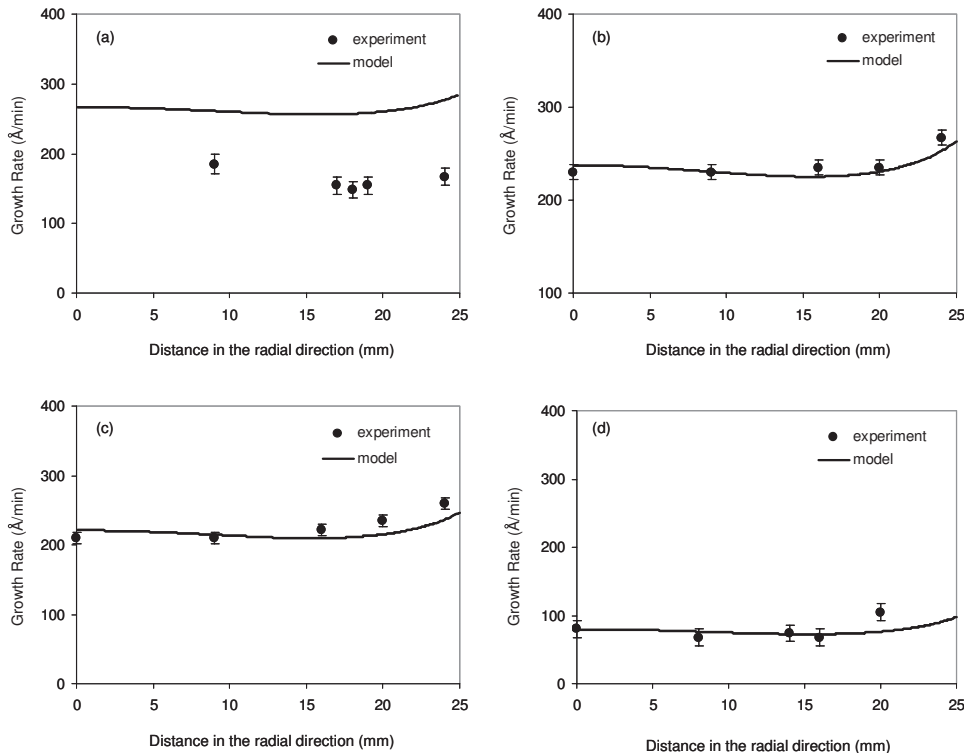 (a)
experiment
model
400
300
200
100
0
Growth Rate (Å/min)
0 5 10 15 20 25
Distance in the radial direction (mm)
(b)
experiment
model
400
300
200
100
Growth Rate (Å/min)
0 5 10 15 20 25
Distance in the radial direction (mm)
(c)
experiment
model
400
300
200
100
0
Growth Rate (Å/min)
0 5 10 15 20 25
Distance in the radial direction (mm)
(d)
experiment
model
400
300
200
100
0
Growth Rate (Å/min)
0 5 10 15 20 25
Distance in the radial direction (mm)